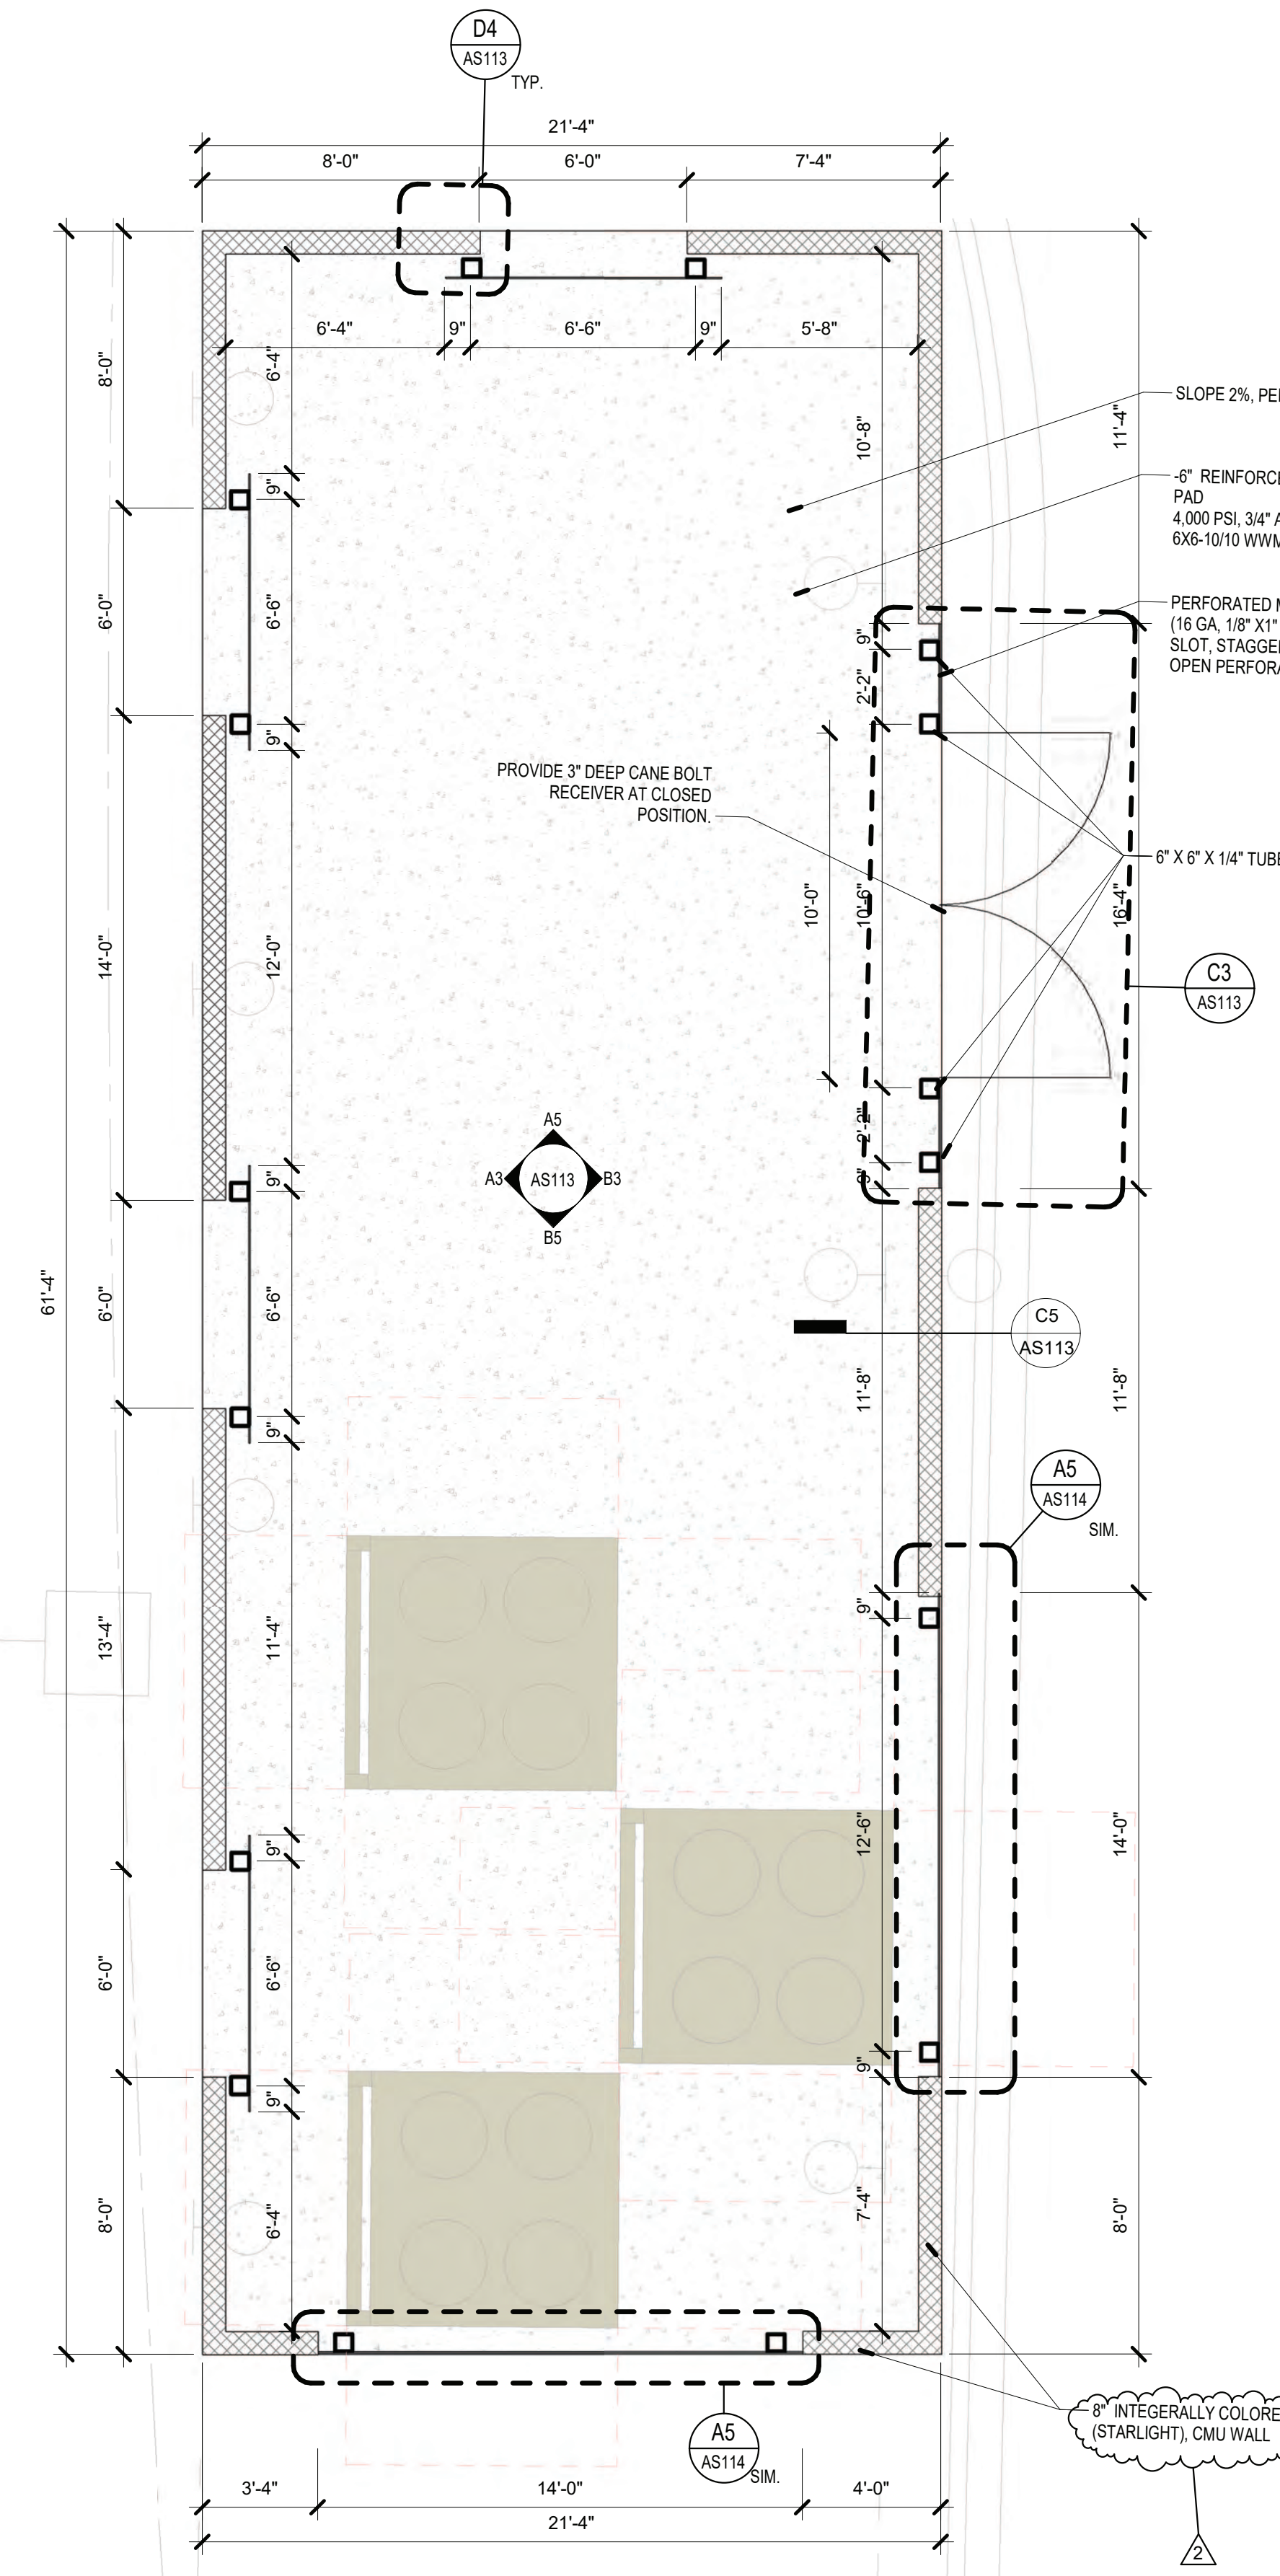 D4
AS113
TYP.
21'-4"
8'-0"
6'-0"
7'-4"
6'-4"
9"
6'-6"
9"
5'-8"
8'-0"
6'-4"
10'-8"
11'-4"
SLOPE 2%, PE
9"
-6" REINFORCE
PAD
4,000 PSI, 3/4" A
6X6-10/10 WWM
6'-0"
6'-6"
PERFORATED M
(16 GA, 1/8" X1"
SLOT, STAGGE
OPEN PERFORA
9"
2'-2"
9"
PROVIDE 3" DEEP CANE BOLT
RECEIVER AT CLOSED
POSITION.
6" X 6" X 1/4" TUBE
10'-0"
10'-6"
16'-4"
14'-0"
12'-0"
C3
AS113
2'-2"
9"
A5
A3
AS113
B3
B5
9"
61'-4"
6'-0"
6'-6"
C5
AS113
11'-8"
11'-8"
9"
A5
AS114
SIM.
9"
13'-4"
11'-4"
12'-6"
14'-0"
9"
6'-0"
6'-6"
9"
9"
8'-0"
6'-4"
7'-4"
8'-0"
8" INTEGERALLY COLORE
(STARLIGHT), CMU WALL
A5
AS114
SIM.
3'-4"
14'-0"
4'-0"
21'-4"
2